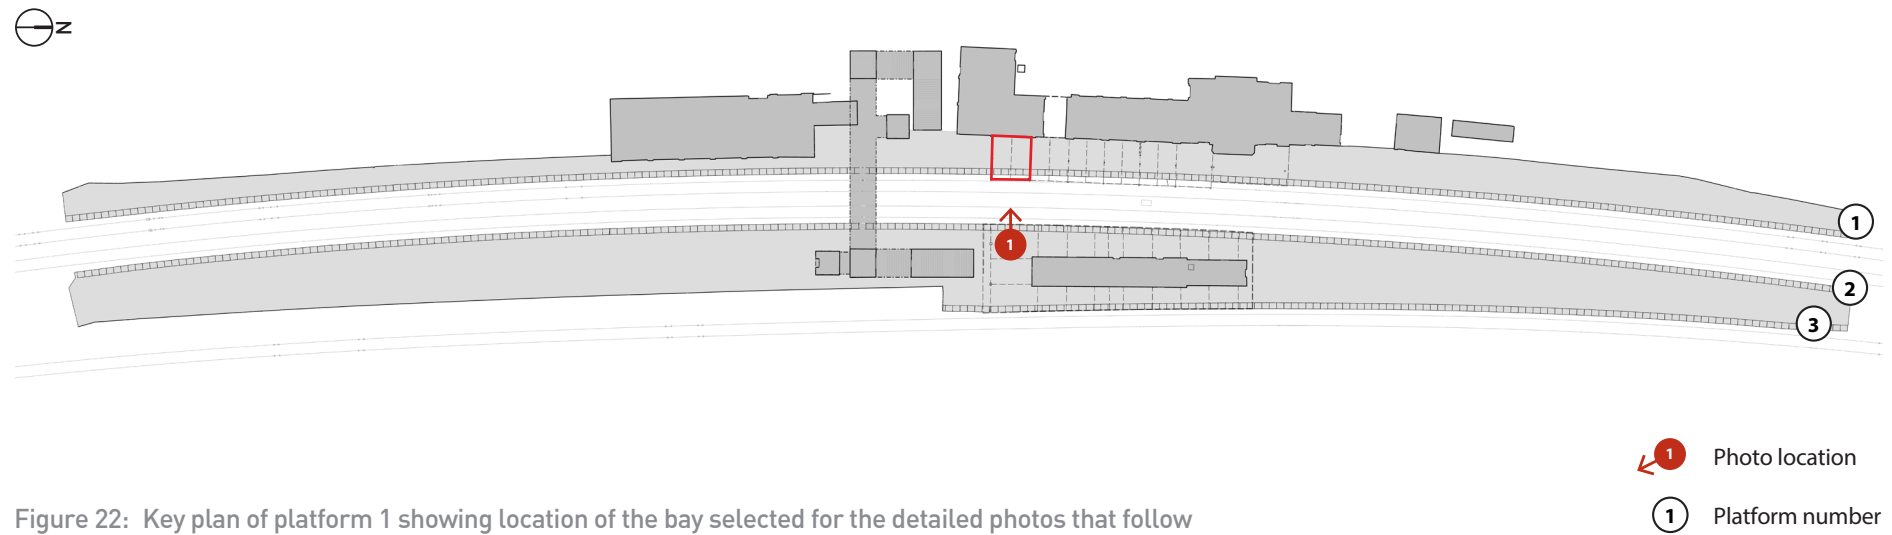 N
1
1
2
3
1 Photo location
1 Platform number
Figure 22: Key plan of platform 1 showing location of the bay selected for the detailed photos that follow